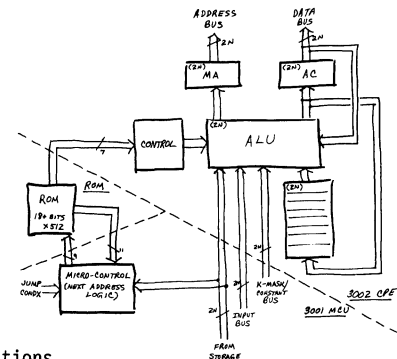 ADDRESS
BUS
DATA
BUS
2N
2N
(2N)
MA
(2N)
AC
(2N)
ALU
CONTROL
7
ROM
ROM
18+ BITS
X 512
(2N)
11
9
MICRO-CONTROL
(NEXT ADDRESS
LOGIC)
JUMP
CONDX
2N
2N
2N
K-MASK/
CONSTANT
BUS
INPUT
BUS
FROM
STORAGE
3002 CPE
3001 MCU
tions